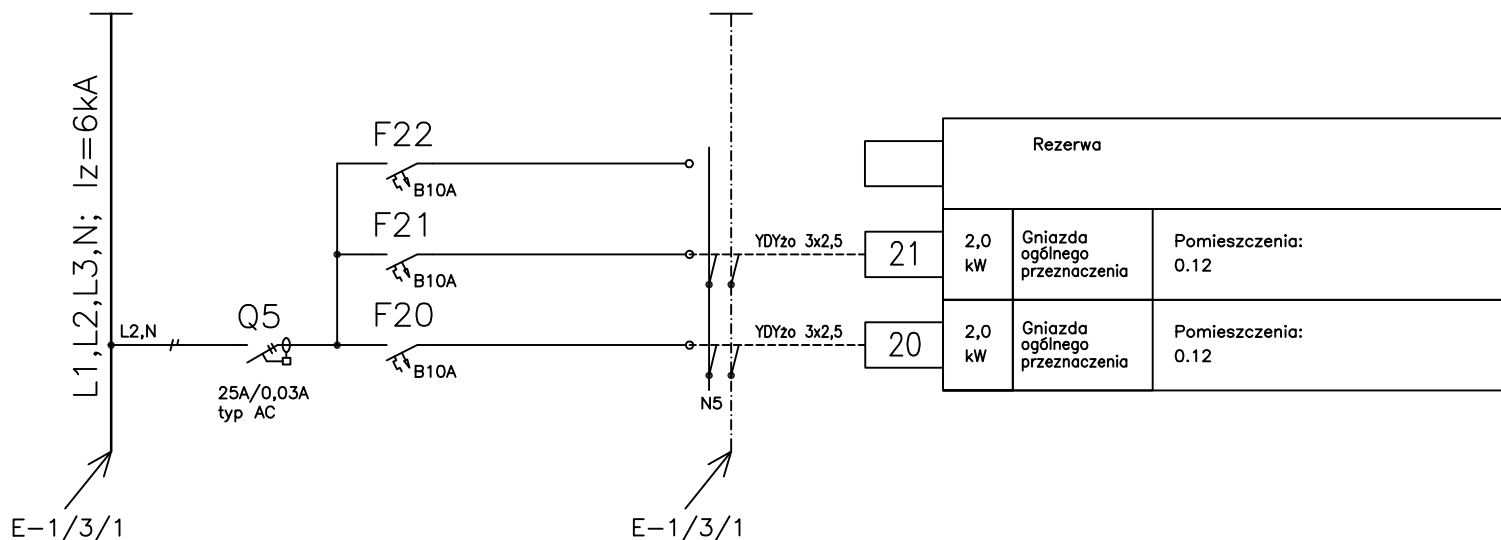 L1,L2,L3,N; Iz=6kA
L2,N
Q5
25A/0,03A
typ AC
F22
B10A
F21
B10A
F20
B10A
N5
E-1/3/1
E-1/3/1
Rezerwa
YDYżo 3x2,5
21
2,0
kW
Gniazda
ogólnego
przeznaczenia
Pomieszczenia:
0.12
YDYżo 3x2,5
20
2,0
kW
Gniazda
ogólnego
przeznaczenia
Pomieszczenia:
0.12